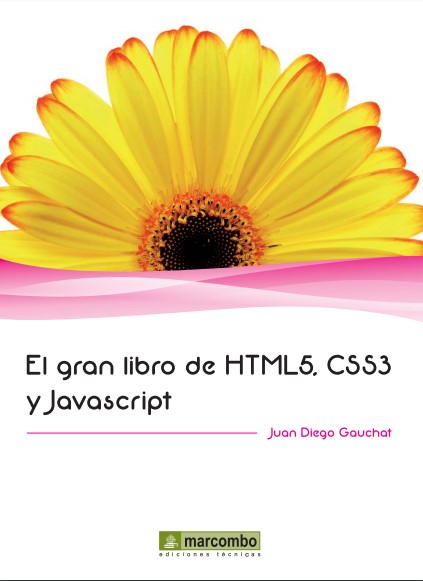 El gran libro de HTML5, CSS3
y Javascript
Juan Diego Gauchat
marcombo
ediciones técnicas